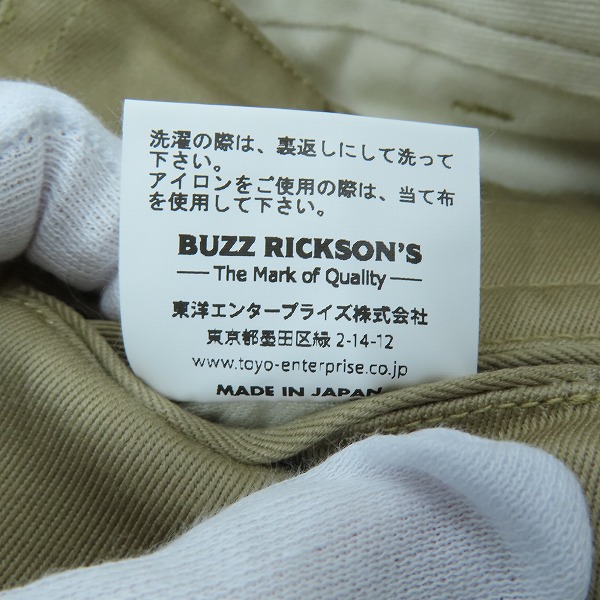 洗濯の際は、裏返しにして洗って
下さい。
アイロンをご使用の際は、当て布
を使用して下さい。
BUZZ RICKSON'S
The Mark of Quality
東洋エンタープライズ株式会社
東京都墨田区緑 2-14-12
www.toyo-enterprise.co.jp
MADE IN JAPAN